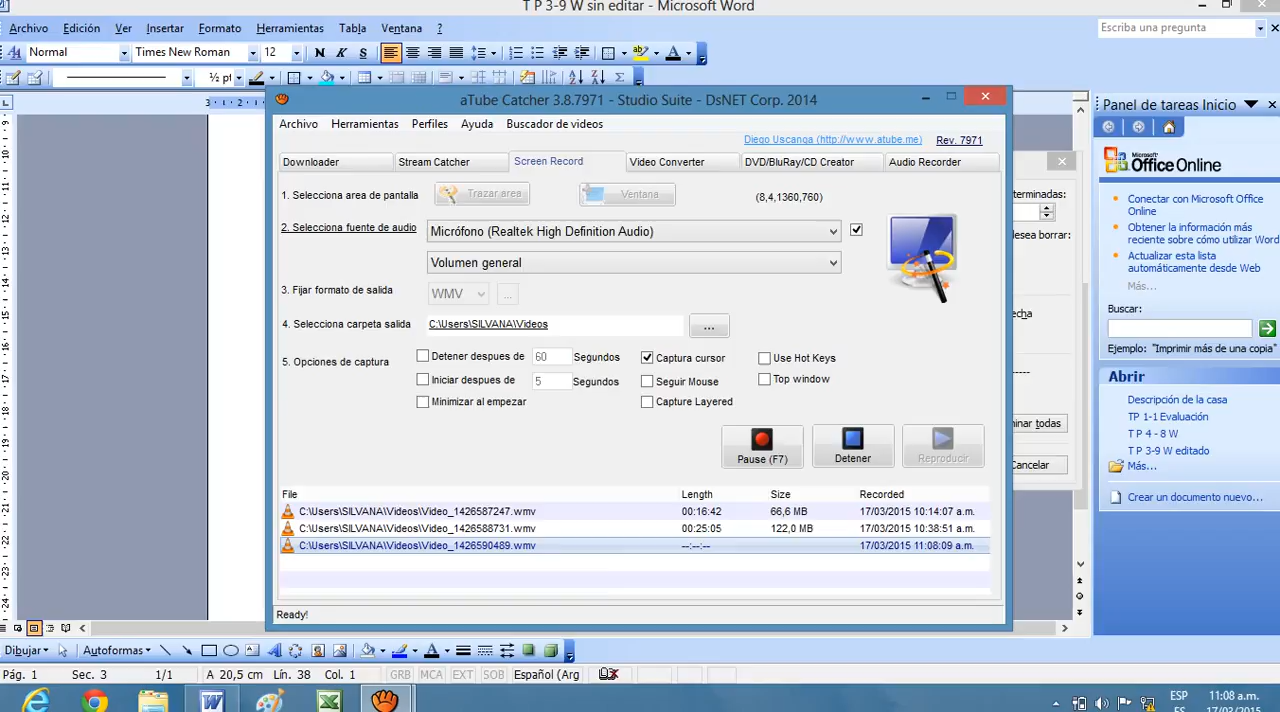 T P 3-9 W sin editar - Microsoft Word
Archivo Edición Ver Insertar Formato Herramientas Tabla Ventana ?
Escriba una pregunta
Normal Times New Roman 12 N K S
½ pt
3 · 2 · 1
aTube Catcher 3.8.7971 - Studio Suite - DsNET Corp. 2014
Archivo Herramientas Perfiles Ayuda Buscador de videos
Diego Uscanga (http://www.atube.me) Rev. 7971
Downloader Stream Catcher Screen Record Video Converter DVD/BluRay/CD Creator Audio Recorder
1. Selecciona area de pantalla Trazar area Ventana (8,4,1360,760)
2. Selecciona fuente de audio Micrófono (Realtek High Definition Audio)
Volumen general
3. Fijar formato de salida WMV ...
4. Selecciona carpeta salida C:\Users\SILVANA\Videos ...
5. Opciones de captura Detener despues de 60 Segundos Captura cursor Use Hot Keys
Iniciar despues de 5 Segundos Seguir Mouse Top window
Minimizar al empezar Capture Layered
Pause (F7) Detener Reproducir
File Length Size Recorded
C:\Users\SILVANA\Videos\Video_1426587247.wmv 00:16:42 66,6 MB 17/03/2015 10:14:07 a.m.
C:\Users\SILVANA\Videos\Video_1426588731.wmv 00:25:05 122,0 MB 17/03/2015 10:38:51 a.m.
C:\Users\SILVANA\Videos\Video_1426590489.wmv --:--:-- 17/03/2015 11:08:09 a.m.
Ready!
terminadas:
desea borrar:
echa
inar todas
Cancelar
Panel de tareas Inicio
Microsoft
Office Online
Conectar con Microsoft Office
Online
Obtener la información más
reciente sobre cómo utilizar Word
Actualizar esta lista
automáticamente desde Web
Más...
Buscar:
Ejemplo: "Imprimir más de una copia"
Abrir
Descripción de la casa
TP 1-1 Evaluación
T P 4 - 8 W
T P 3-9 W editado
Más...
Crear un documento nuevo...
Dibujar Autoformas
Pág. 1 Sec. 3 1/1 A 20,5 cm Lín. 38 Col. 1 GRB MCA EXT SOB Español (Arg
ESP 11:08 a.m.
ES 17/03/2015